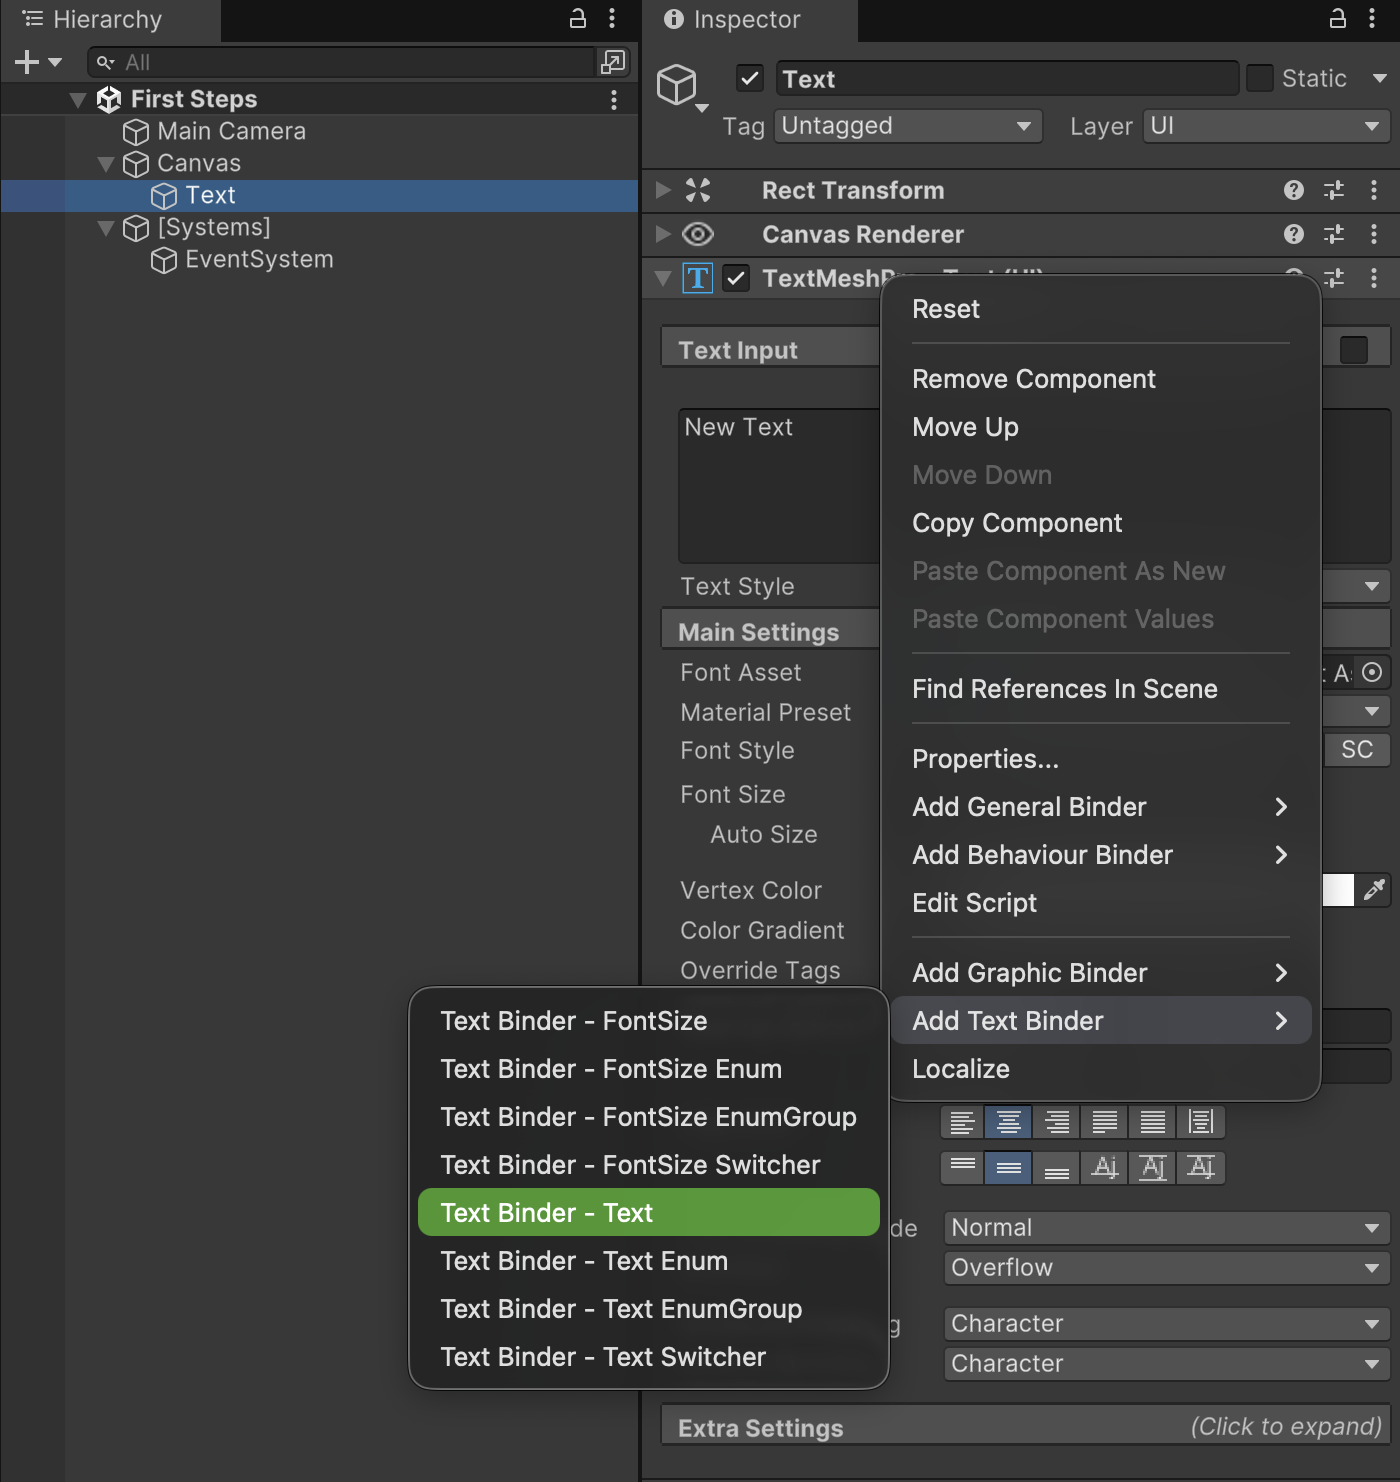 Hierarchy
All
First Steps
Main Camera
Canvas
Text
[Systems]
EventSystem
Inspector
Text
Static
Tag
Untagged
Layer
UI
Rect Transform
Canvas Renderer
TextMeshPro - Text (UI)
Text Input
New Text
Text Style
Main Settings
Font Asset
Material Preset
Font Style
SC
Font Size
Auto Size
Vertex Color
Color Gradient
Override Tags
Reset
Remove Component
Move Up
Move Down
Copy Component
Paste Component As New
Paste Component Values
Find References In Scene
Properties...
Add General Binder
Add Behaviour Binder
Edit Script
Add Graphic Binder
Add Text Binder
Localize
Text Binder - FontSize
Text Binder - FontSize Enum
Text Binder - FontSize EnumGroup
Text Binder - FontSize Switcher
Text Binder - Text
Text Binder - Text Enum
Text Binder - Text EnumGroup
Text Binder - Text Switcher
Normal
Overflow
Character
Character
Extra Settings
(Click to expand)